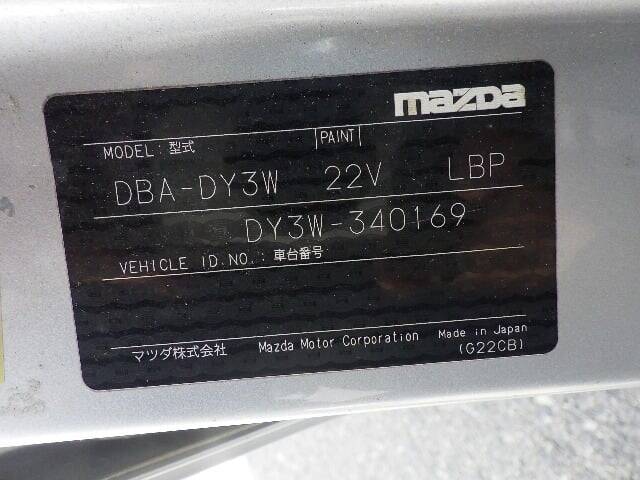 mazda
MODEL: 型式 PAINT
DBA-DY3W 22V LBP
DY3W-340169
VEHICLE ID.NO.: 車台番号
マツダ株式会社 Mazda Motor Corporation Made in Japan
(G22CB)